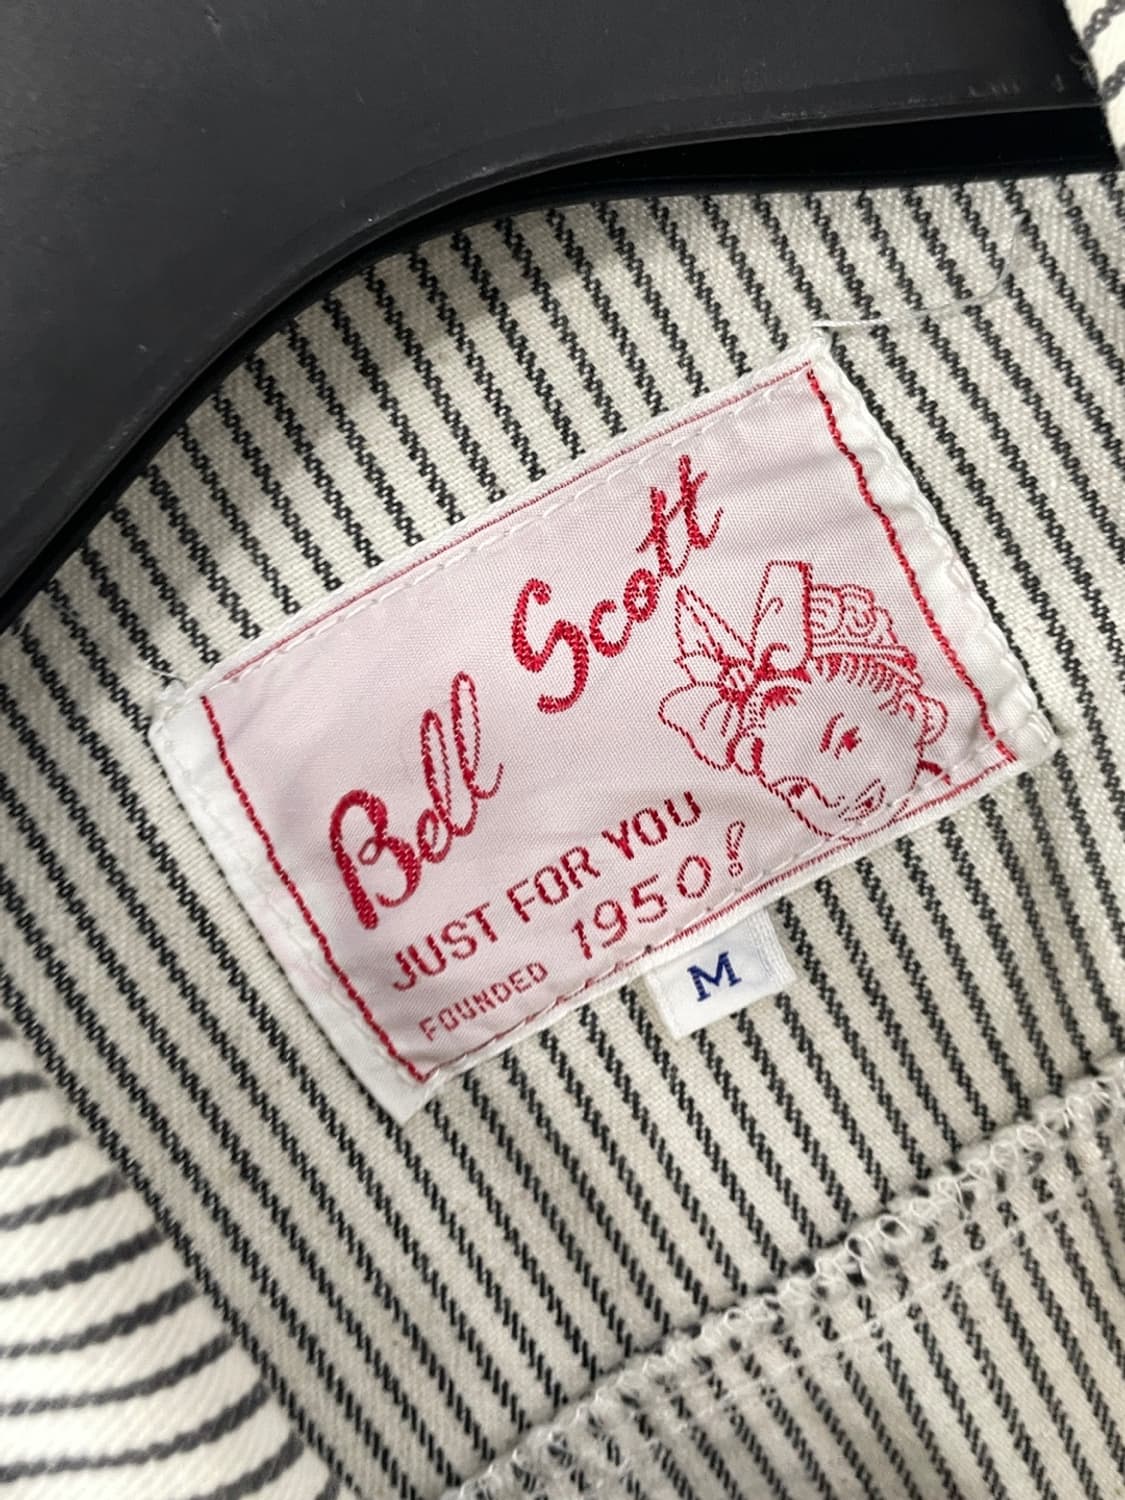 Bell Scott
JUST FOR YOU
FOUNDED 1950!
M